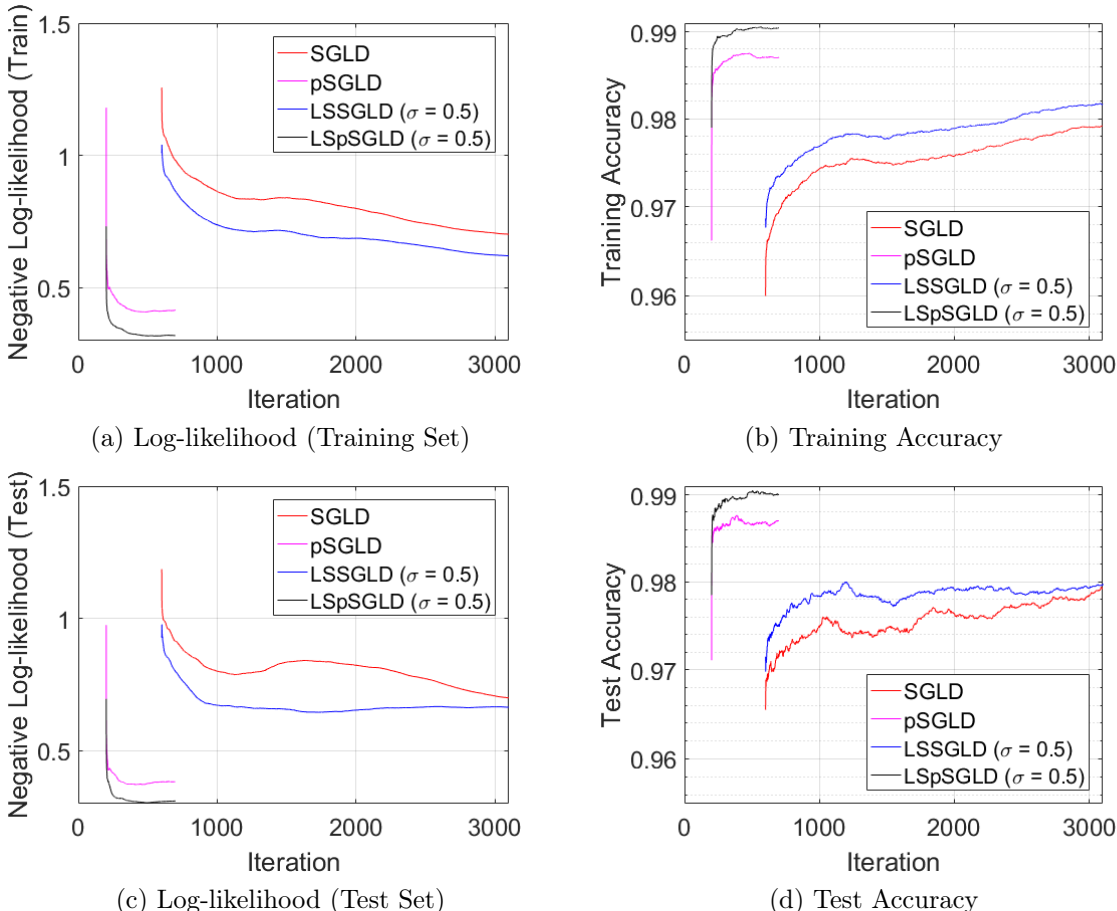 Negative Log-likelihood (Train)
1.5
1
0.5
0 1000 2000 3000
Iteration
SGLD
pSGLD
LSSGLD (σ = 0.5)
LSpSGLD (σ = 0.5)
(a) Log-likelihood (Training Set)
Training Accuracy
0.99
0.98
0.97
0.96
0 1000 2000 3000
Iteration
SGLD
pSGLD
LSSGLD (σ = 0.5)
LSpSGLD (σ = 0.5)
(b) Training Accuracy
Negative Log-likelihood (Test)
1.5
1
0.5
0 1000 2000 3000
Iteration
SGLD
pSGLD
LSSGLD (σ = 0.5)
LSpSGLD (σ = 0.5)
(c) Log-likelihood (Test Set)
Test Accuracy
0.99
0.98
0.97
0.96
0 1000 2000 3000
Iteration
SGLD
pSGLD
LSSGLD (σ = 0.5)
LSpSGLD (σ = 0.5)
(d) Test Accuracy